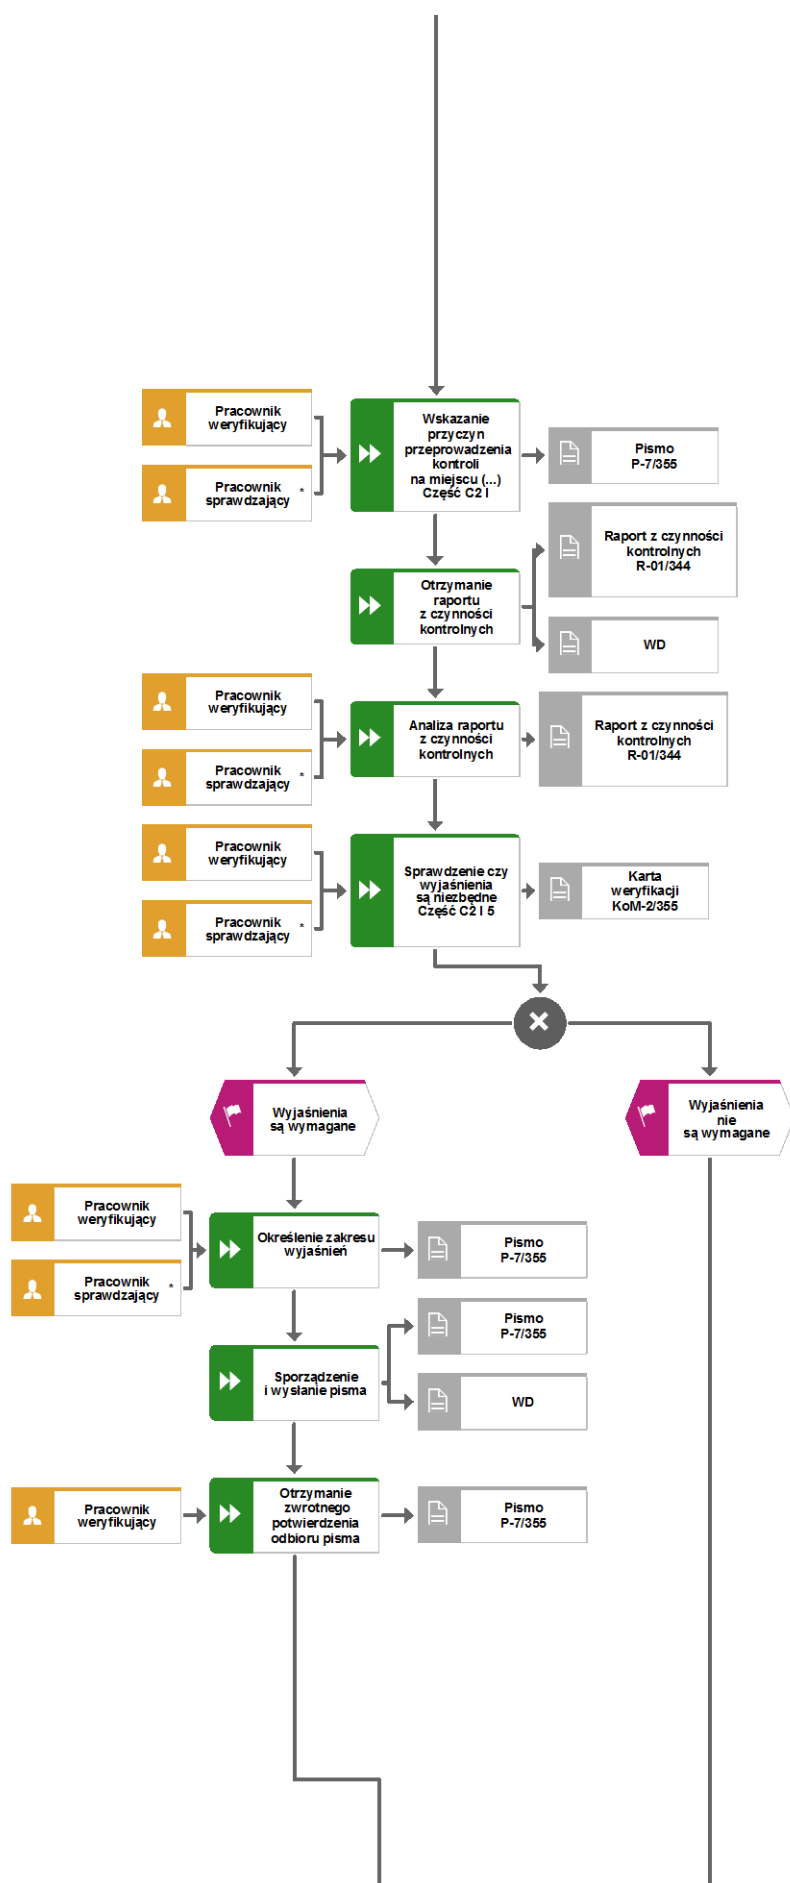 Pracownik
weryfikujący
Pracownik
sprawdzający *
Wskazanie
przyczyn
przeprowadzenia
kontroli
na miejscu (...)
Część C2 I
Pismo
P-7/355
Otrzymanie
raportu
z czynności
kontrolnych
Raport z czynności
kontrolnych
R-01/344
WD
Pracownik
weryfikujący
Pracownik
sprawdzający *
Analiza raportu
z czynności
kontrolnych
Raport z czynności
kontrolnych
R-01/344
Pracownik
weryfikujący
Pracownik
sprawdzający *
Sprawdzenie czy
wyjaśnienia
są niezbędne
Część C2 I 5
Karta
weryfikacji
KoM-2/355
Wyjaśnienia
są wymagane
Wyjaśnienia
nie
są wymagane
Pracownik
weryfikujący
Pracownik
sprawdzający *
Określenie zakresu
wyjaśnień
Pismo
P-7/355
Sporządzenie
i wysłanie pisma
Pismo
P-7/355
WD
Pracownik
weryfikujący
Otrzymanie
zwrotnego
potwierdzenia
odbioru pisma
Pismo
P-7/355